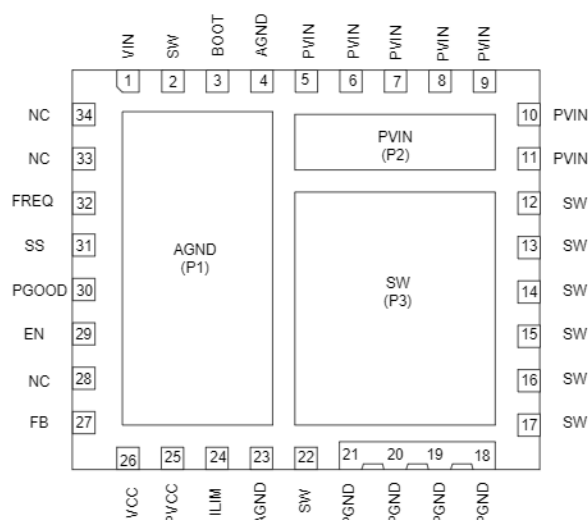 VIN SW BOOT AGND PVIN PVIN PVIN PVIN PVIN
1 2 3 4 5 6 7 8 9
NC 34 10 PVIN
PVIN
(P2)
NC 33 11 PVIN
FREQ 32 12 SW
SS 31 13 SW
AGND
(P1)
SW
(P3)
PGOOD 30 14 SW
EN 29 15 SW
NC 28 16 SW
FB 27 17 SW
26 25 24 23 22 21 20 19 18
VCC PVCC ILIM AGND SW PGND PGND PGND PGND